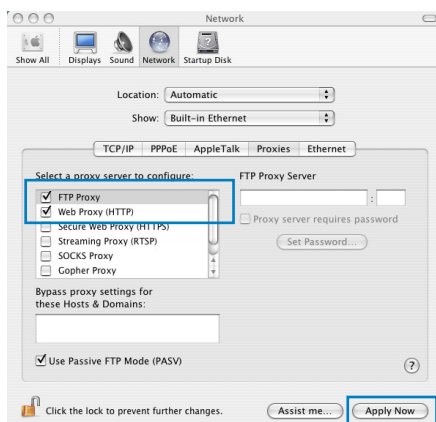 Network
Show All Displays Sound Network Startup Disk
Location: Automatic
Show: Built-in Ethernet
TCP/IP PPPoE AppleTalk Proxies Ethernet
Select a proxy server to configure:
FTP Proxy
Web Proxy (HTTP)
Secure Web Proxy (HTTPS)
Streaming Proxy (RTSP)
SOCKS Proxy
Gopher Proxy
FTP Proxy Server
:
Proxy server requires password
Set Password...
Bypass proxy settings for
these Hosts & Domains:
Use Passive FTP Mode (PASV)
?
Click the lock to prevent further changes.
Assist me... Apply Now